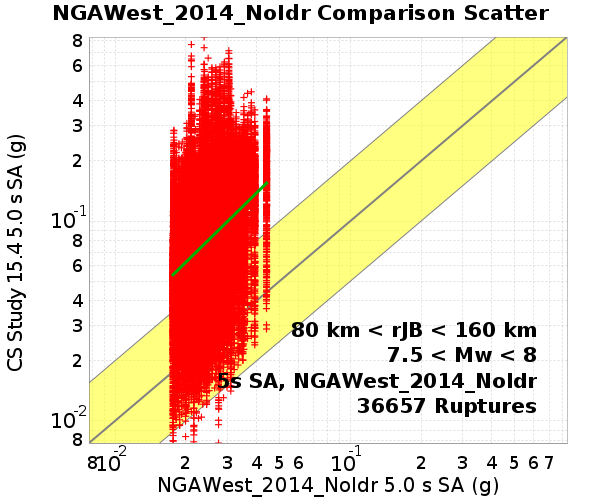 NGAWest_2014_NoIdr Comparison Scatter
8
6
4
3
2
10-1
8
6
4
3
2
10-2
8
CS Study 15.4 5.0 s SA (g)
80 km < rJB < 160 km
7.5 < Mw < 8
5s SA, NGAWest_2014_NoIdr
36657 Ruptures
8 10-2 2 3 4 5 6 10-1 2 3 4 5 6 7
NGAWest_2014_NoIdr 5.0 s SA (g)